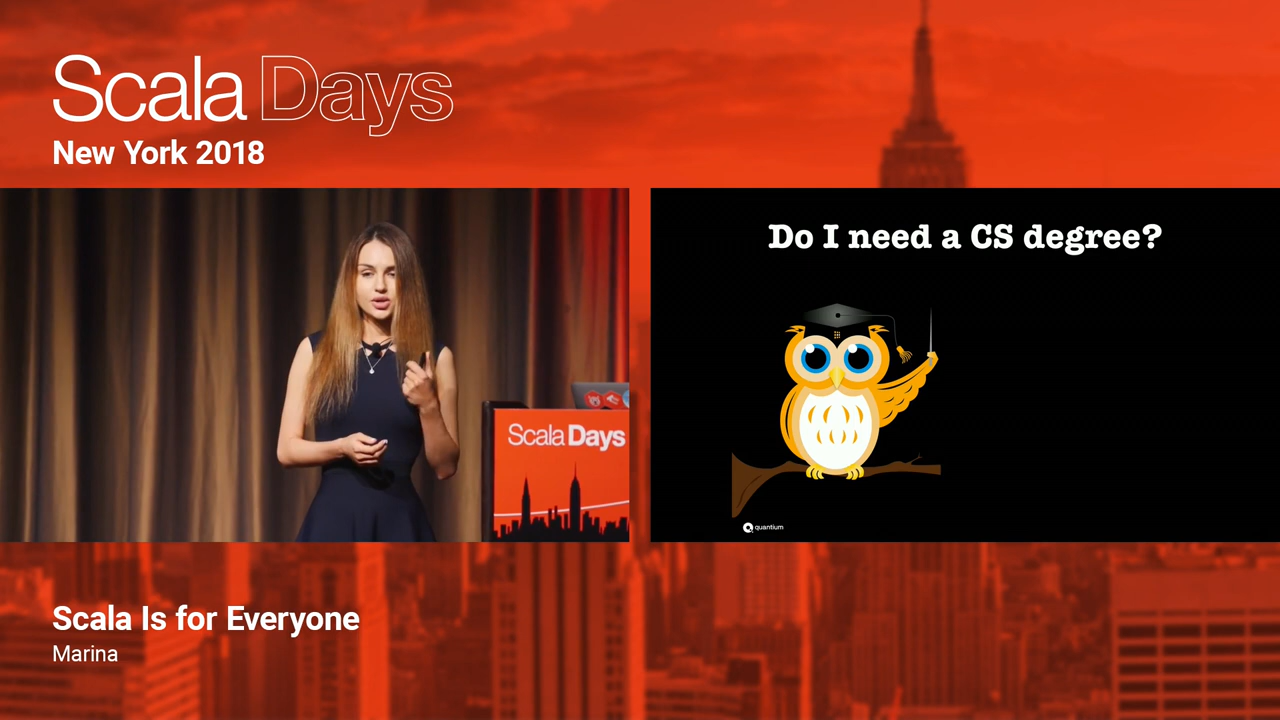 Scala Days
New York 2018
Do I need a CS degree?
Scala Days
quantium
Scala Is for Everyone
Marina